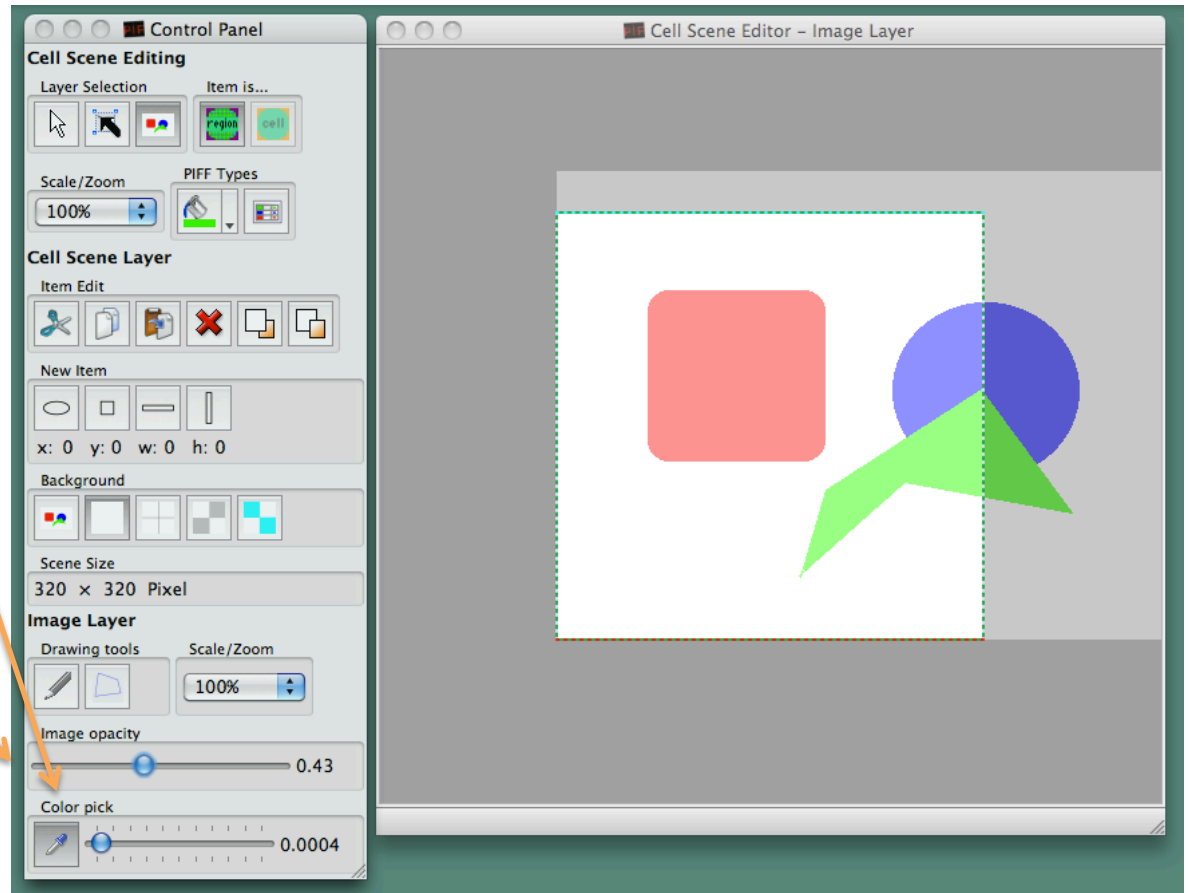 Control Panel
Cell Scene Editing
Layer Selection
Item is...
region
cell
Scale/Zoom
PIFF Types
100%
Cell Scene Layer
Item Edit
New Item
x: 0 y: 0 w: 0 h: 0
Background
Scene Size
320 × 320 Pixel
Image Layer
Drawing tools
Scale/Zoom
100%
Image opacity
0.43
Color pick
0.0004
Cell Scene Editor – Image Layer